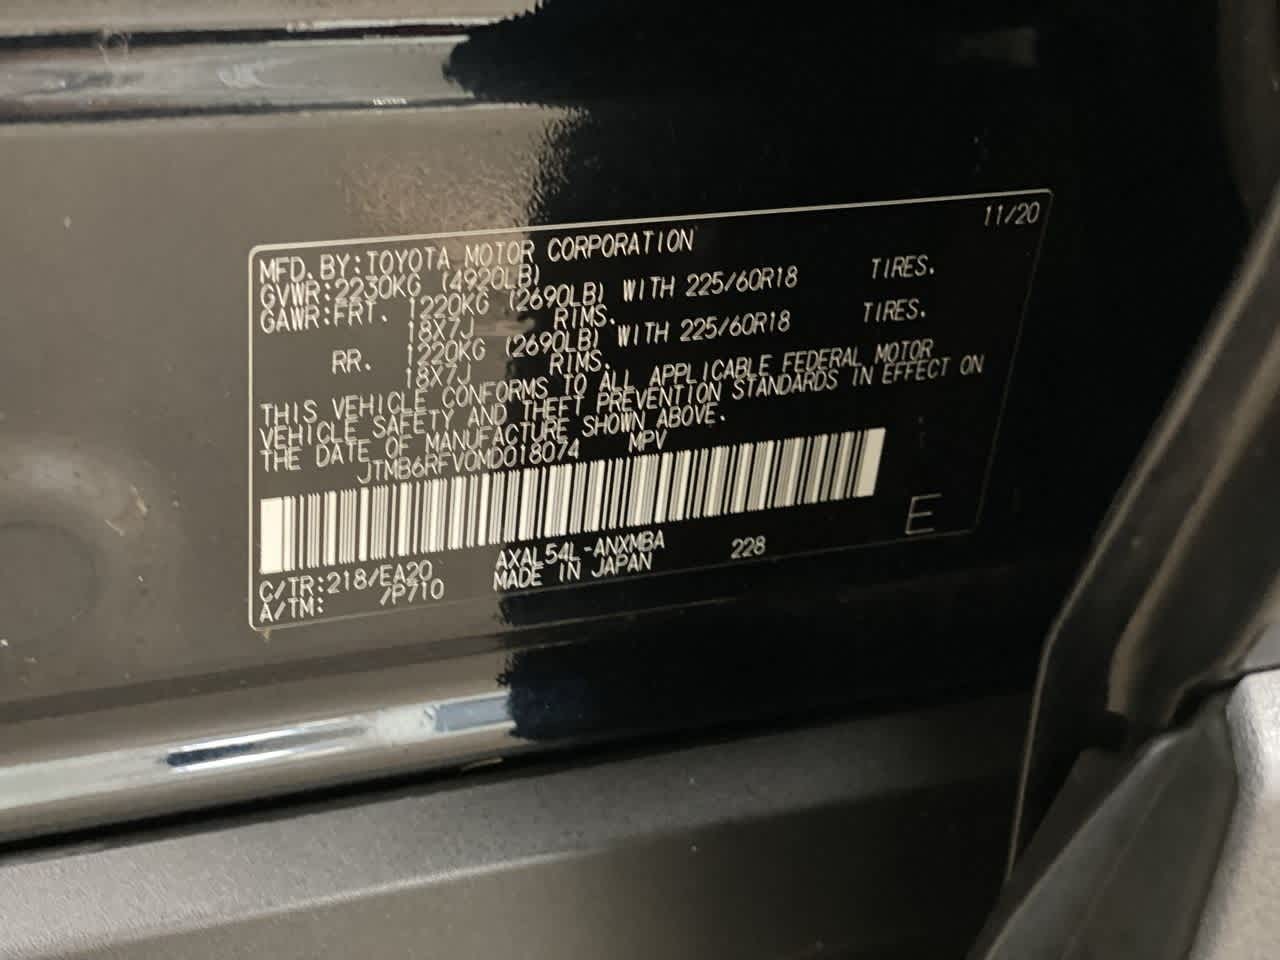 11/20
MFD. BY: TOYOTA MOTOR CORPORATION
GVWR: 2230KG (4920LB)
GAWR: FRT. 1220KG (2690LB) WITH 225/60R18 TIRES.
18X7J RIMS.
RR. 1220KG (2690LB) WITH 225/60R18 TIRES.
18X7J RIMS.
THIS VEHICLE CONFORMS TO ALL APPLICABLE FEDERAL MOTOR
VEHICLE SAFETY AND THEFT PREVENTION STANDARDS IN EFFECT ON
THE DATE OF MANUFACTURE SHOWN ABOVE.
JTMB6RFV0MD018074 MPV
E
C/TR: 218/EA20 AXAL54L-ANXMBA 228
A/TM: /P710 MADE IN JAPAN